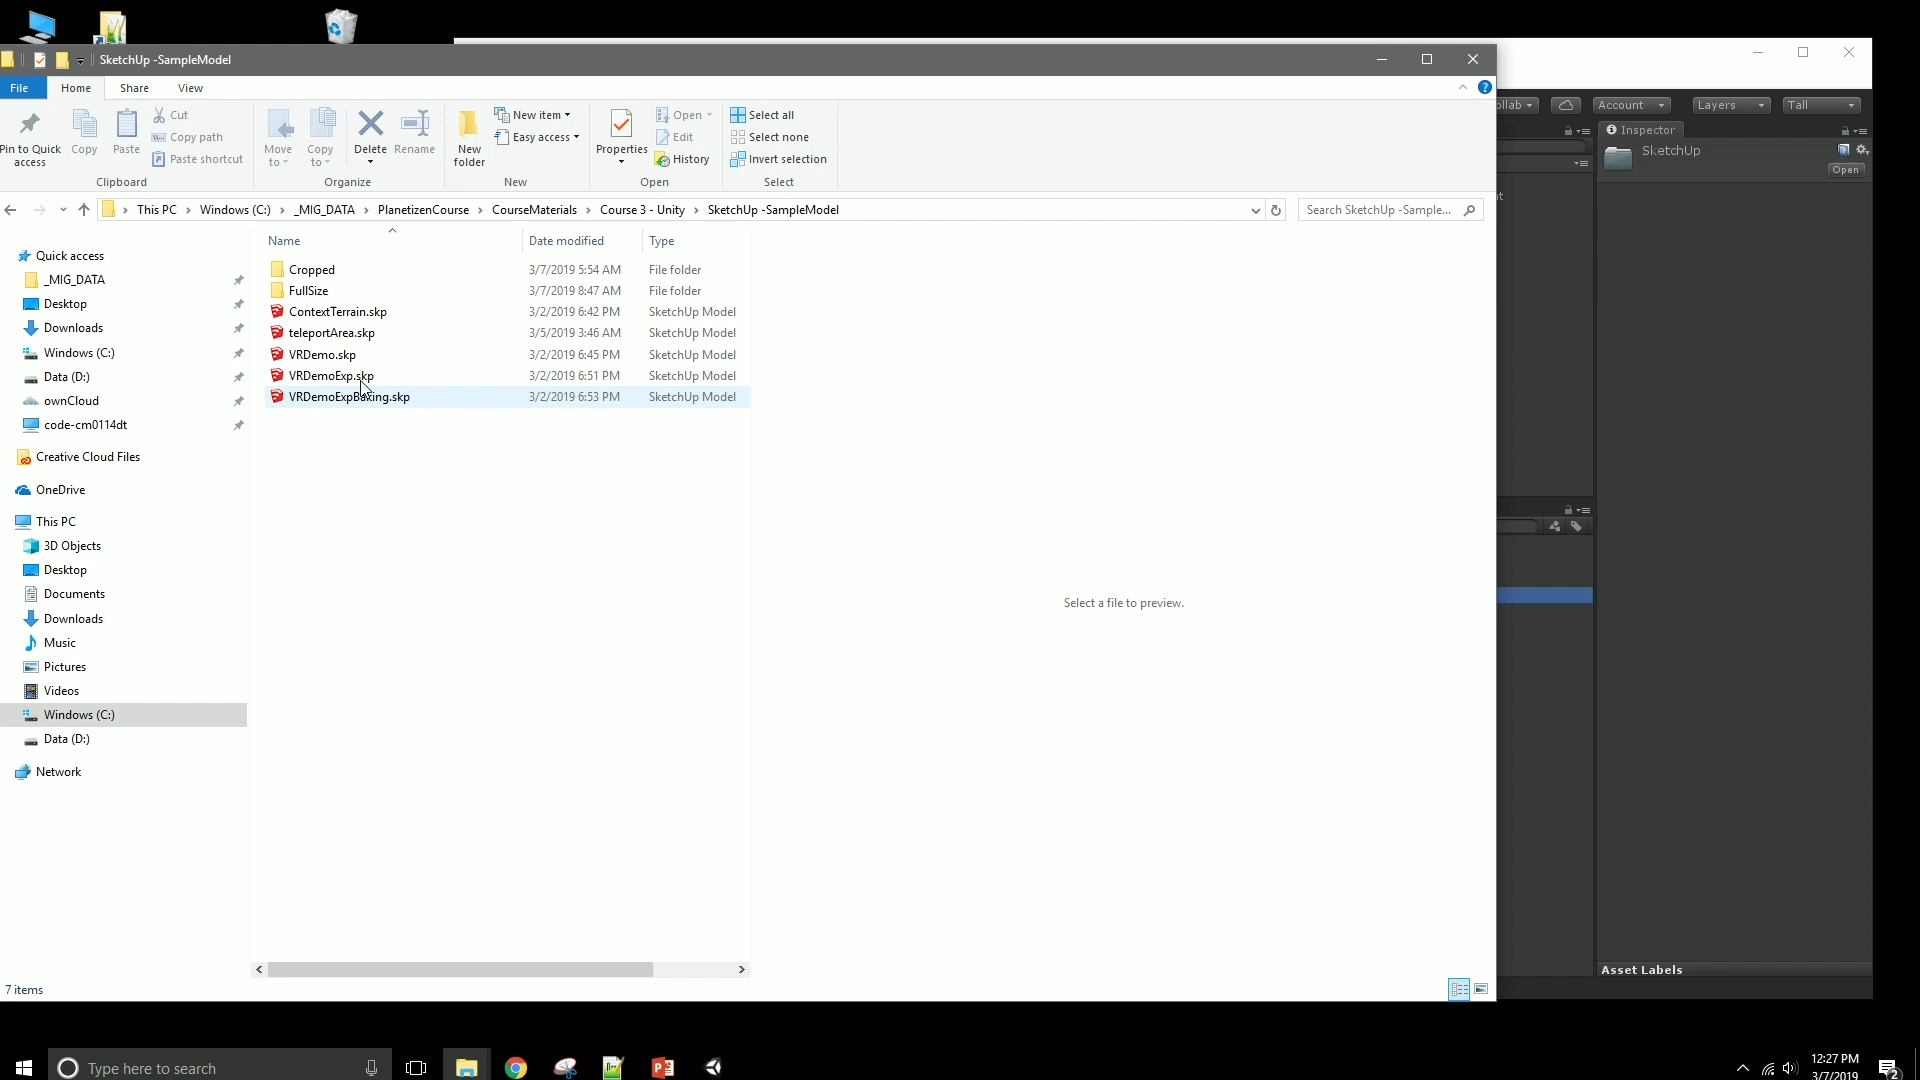 SketchUp -SampleModel
File Home Share View
Pin to Quick access
Copy
Paste
Cut
Copy path
Paste shortcut
Clipboard
Move to
Copy to
Delete
Rename
Organize
New folder
New item
Easy access
New
Properties
Open
Edit
History
Open
Select all
Select none
Invert selection
Select
This PC › Windows (C:) › _MIG_DATA › PlanetizenCourse › CourseMaterials › Course 3 - Unity › SketchUp -SampleModel
Search SketchUp -Sample...
Quick access
_MIG_DATA
Desktop
Downloads
Windows (C:)
Data (D:)
ownCloud
code-cm0114dt
Creative Cloud Files
OneDrive
This PC
3D Objects
Desktop
Documents
Downloads
Music
Pictures
Videos
Windows (C:)
Data (D:)
Network
Name Date modified Type
Cropped 3/7/2019 5:54 AM File folder
FullSize 3/7/2019 8:47 AM File folder
ContextTerrain.skp 3/2/2019 6:42 PM SketchUp Model
teleportArea.skp 3/5/2019 3:46 AM SketchUp Model
VRDemo.skp 3/2/2019 6:45 PM SketchUp Model
VRDemoExp.skp 3/2/2019 6:51 PM SketchUp Model
3/2/2019 6:53 PM SketchUp Model
Select a file to preview.
7 items
ollab Account Layers Tall
Inspector
SketchUp
Open
Asset Labels
Type here to search
12:27 PM
3/7/2019
2